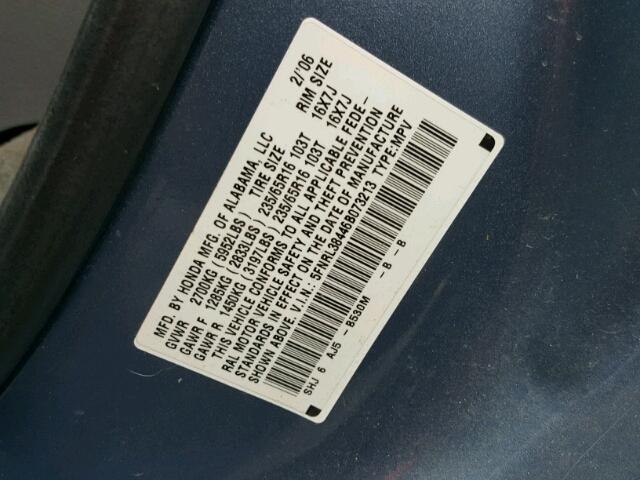 MFD. BY HONDA MFG. OF ALABAMA, LLC 2/'06
GVWR 2700KG (5952LBS) TIRE SIZE RIM SIZE
GAWR F 1285KG (2833LBS) 235/65R16 103T 16X7J
GAWR R 1450KG (3197LBS) 235/65R16 103T 16X7J
THIS VEHICLE CONFORMS TO ALL APPLICABLE FEDE-
RAL MOTOR VEHICLE SAFETY AND THEFT PREVENTION
STANDARDS IN EFFECT ON THE DATE OF MANUFACTURE
SHOWN ABOVE. V.I.N.: 5FNRL38446B073213 TYPE:MPV
SHJ 6 AJ5 - B530M - B - B